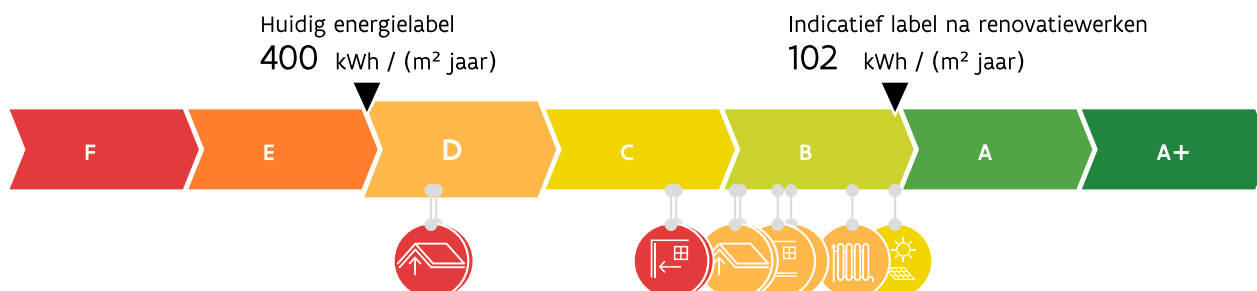 Huidig energielabel
400 kWh / (m² jaar)
Indicatief label na renovatiewerken
102 kWh / (m² jaar)
F E D C B A A+